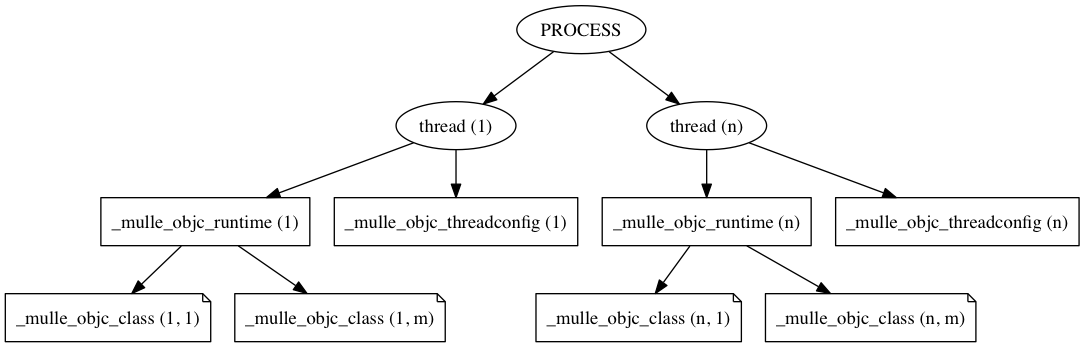 PROCESS
thread (1)
thread (n)
_mulle_objc_runtime (1)
_mulle_objc_threadconfig (1)
_mulle_objc_runtime (n)
_mulle_objc_threadconfig (n)
_mulle_objc_class (1, 1)
_mulle_objc_class (1, m)
_mulle_objc_class (n, 1)
_mulle_objc_class (n, m)